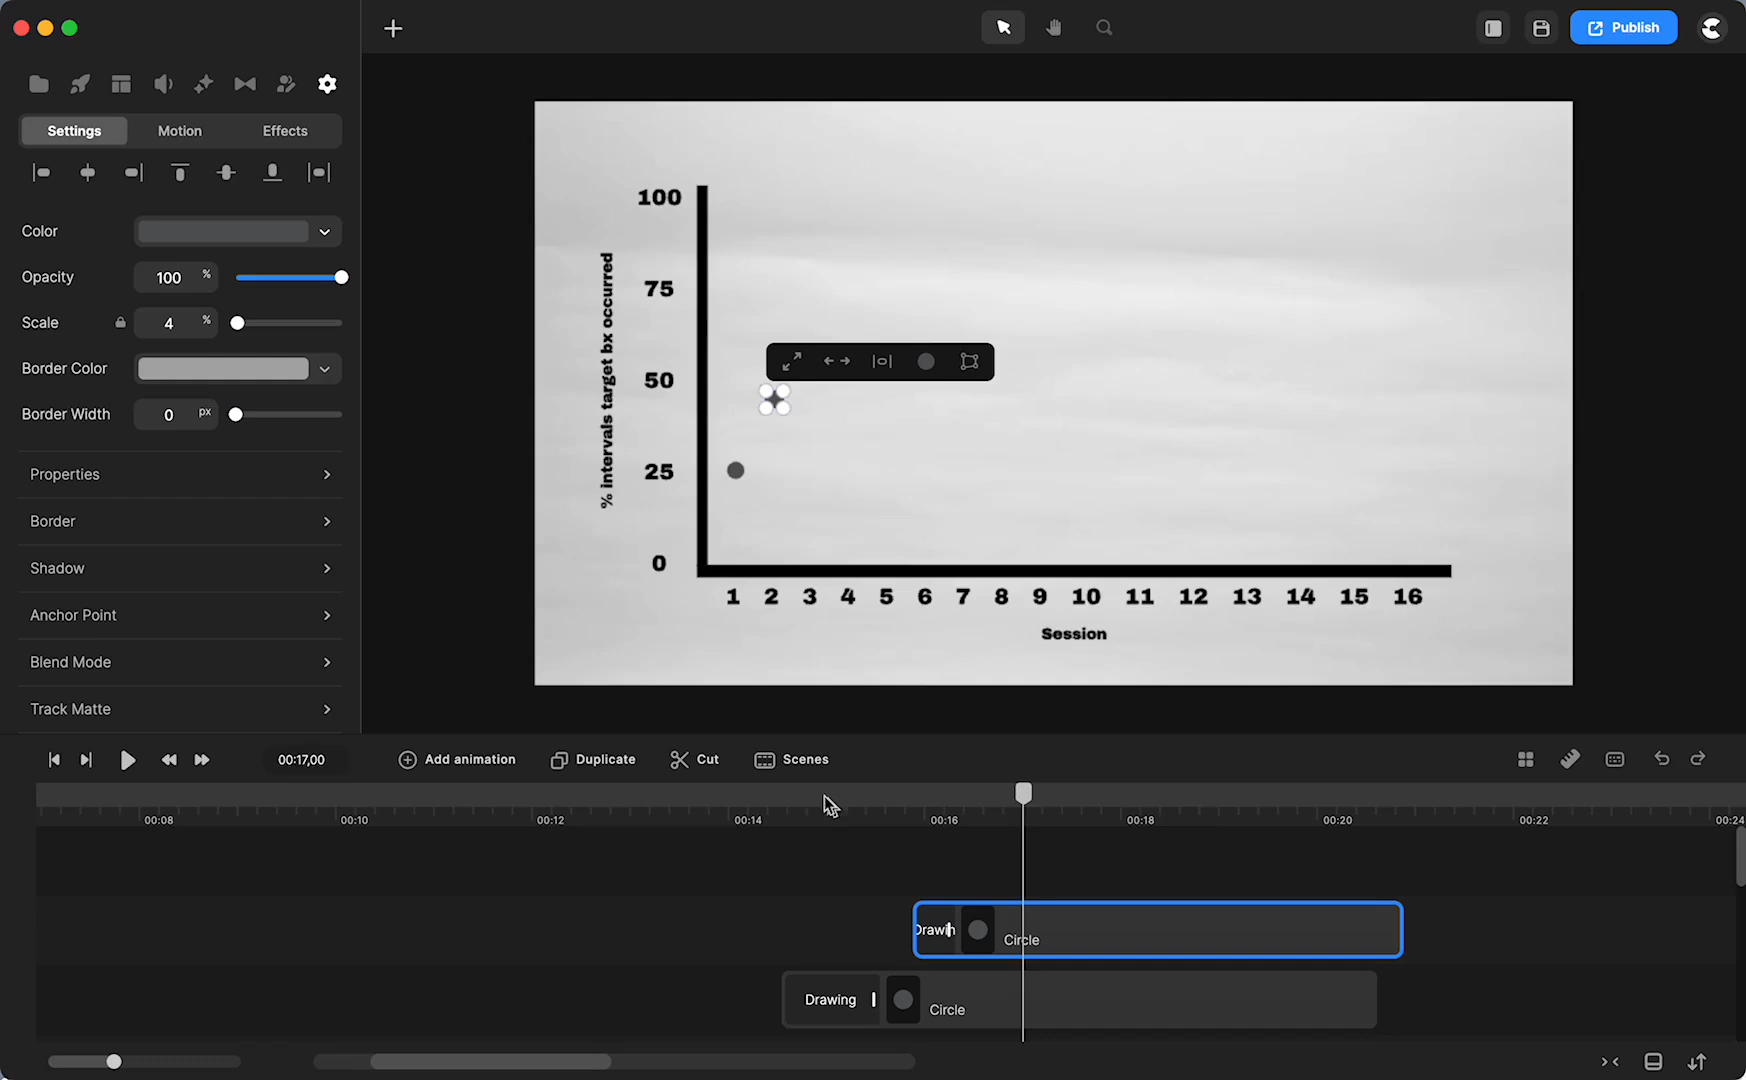 Publish
Settings
Motion
Effects
Color
Opacity
100 %
Scale
4 %
Border Color
Border Width
0 px
Properties
Border
Shadow
Anchor Point
Blend Mode
Track Matte
100
75
50
25
0
% intervals target bx occurred
1 2 3 4 5 6 7 8 9 10 11 12 13 14 15 16
Session
00:17,00
Add animation
Duplicate
Cut
Scenes
00:08 00:10 00:12 00:14 00:16 00:18 00:20 00:22 00:24
Drawin
Circle
Drawing
Circle